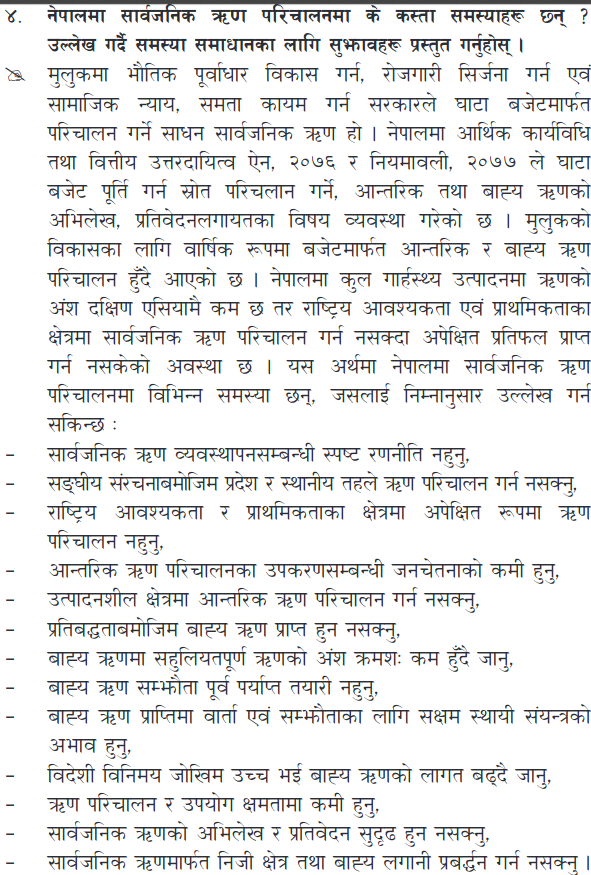 ४. नेपालमा सार्वजनिक ऋण परिचालनमा के कस्ता समस्याहरू छन् ?
उल्लेख गर्दै समस्या समाधानका लागि सुझावहरू प्रस्तुत गर्नुहोस् ।
मुलुकमा भौतिक पूर्वाधार विकास गर्न, रोजगारी सिर्जना गर्न एवं
सामाजिक न्याय, समता कायम गर्न सरकारले घाटा बजेटमार्फत
परिचालन गर्ने साधन सार्वजनिक ऋण हो । नेपालमा आर्थिक कार्यविधि
तथा वित्तीय उत्तरदायित्व ऐन, २०७६ र नियमावली, २०७७ ले घाटा
बजेट पूर्ति गर्न स्रोत परिचलान गर्ने, आन्तरिक तथा बाह्य ऋणको
अभिलेख, प्रतिवेदनलगायतका विषय व्यवस्था गरेको छ । मुलुकको
विकासका लागि वार्षिक रूपमा बजेटमार्फत आन्तरिक र बाह्य ऋण
परिचालन हुँदै आएको छ । नेपालमा कुल गार्हस्थ्य उत्पादनमा ऋणको
अंश दक्षिण एसियामै कम छ तर राष्ट्रिय आवश्यकता एवं प्राथमिकताका
क्षेत्रमा सार्वजनिक ऋण परिचालन गर्न नसक्दा अपेक्षित प्रतिफल प्राप्त
गर्न नसकेको अवस्था छ । यस अर्थमा नेपालमा सार्वजनिक ऋण
परिचालनमा विभिन्न समस्या छन्, जसलाई निम्नानुसार उल्लेख गर्न
सकिन्छ :
- सार्वजनिक ऋण व्यवस्थापनसम्बन्धी स्पष्ट रणनीति नहुनु,
- सङ्घीय संरचनाबमोजिम प्रदेश र स्थानीय तहले ऋण परिचालन गर्न नसक्नु,
- राष्ट्रिय आवश्यकता र प्राथमिकताका क्षेत्रमा अपेक्षित रूपमा ऋण
परिचालन नहुनु,
- आन्तरिक ऋण परिचालनका उपकरणसम्बन्धी जनचेतनाको कमी हुनु,
- उत्पादनशील क्षेत्रमा आन्तरिक ऋण परिचालन गर्न नसक्नु,
- प्रतिबद्धताबमोजिम बाह्य ऋण प्राप्त हुन नसक्नु,
- बाह्य ऋणमा सहुलियतपूर्ण ऋणको अंश क्रमशः कम हुँदै जानु,
- बाह्य ऋण सम्झौता पूर्व पर्याप्त तयारी नहुनु,
- बाह्य ऋण प्राप्तिमा वार्ता एवं सम्झौताका लागि सक्षम स्थायी संयन्त्रको
अभाव हुनु,
- विदेशी विनिमय जोखिम उच्च भई बाह्य ऋणको लागत बढ्दै जानु,
- ऋण परिचालन र उपयोग क्षमतामा कमी हुनु,
- सार्वजनिक ऋणको अभिलेख र प्रतिवेदन सुदृढ हुन नसक्नु,
- सार्वजनिक ऋणमार्फत निजी क्षेत्र तथा बाह्य लगानी प्रबर्द्धन गर्न नसक्नु ।